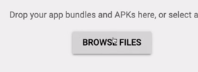 Drop your app bundles and APKs here, or select a
BROWSE FILES